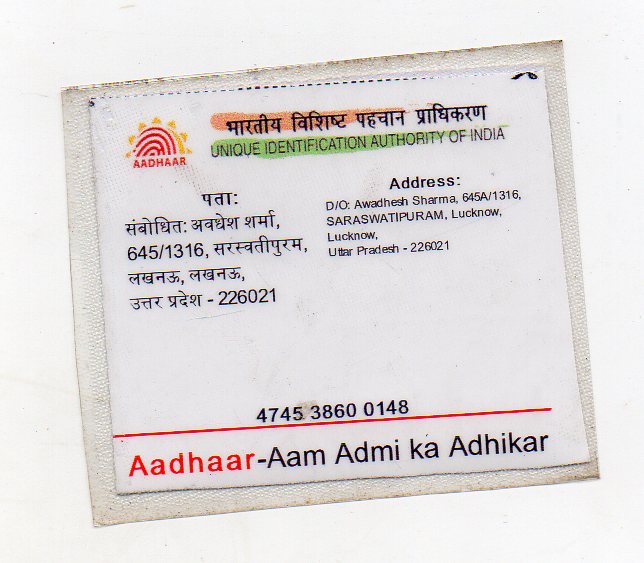 भारतीय विशिष्ट पहचान प्राधिकरण
UNIQUE IDENTIFICATION AUTHORITY OF INDIA
AADHAAR
पता:
संबोधित: अवधेश शर्मा,
645/1316, सरस्वतीपुरम,
लखनऊ, लखनऊ,
उत्तर प्रदेश - 226021
Address:
D/O: Awadhesh Sharma, 645A/1316,
SARASWATIPURAM, Lucknow,
Lucknow,
Uttar Pradesh - 226021
4745 3860 0148
Aadhaar-Aam Admi ka Adhikar